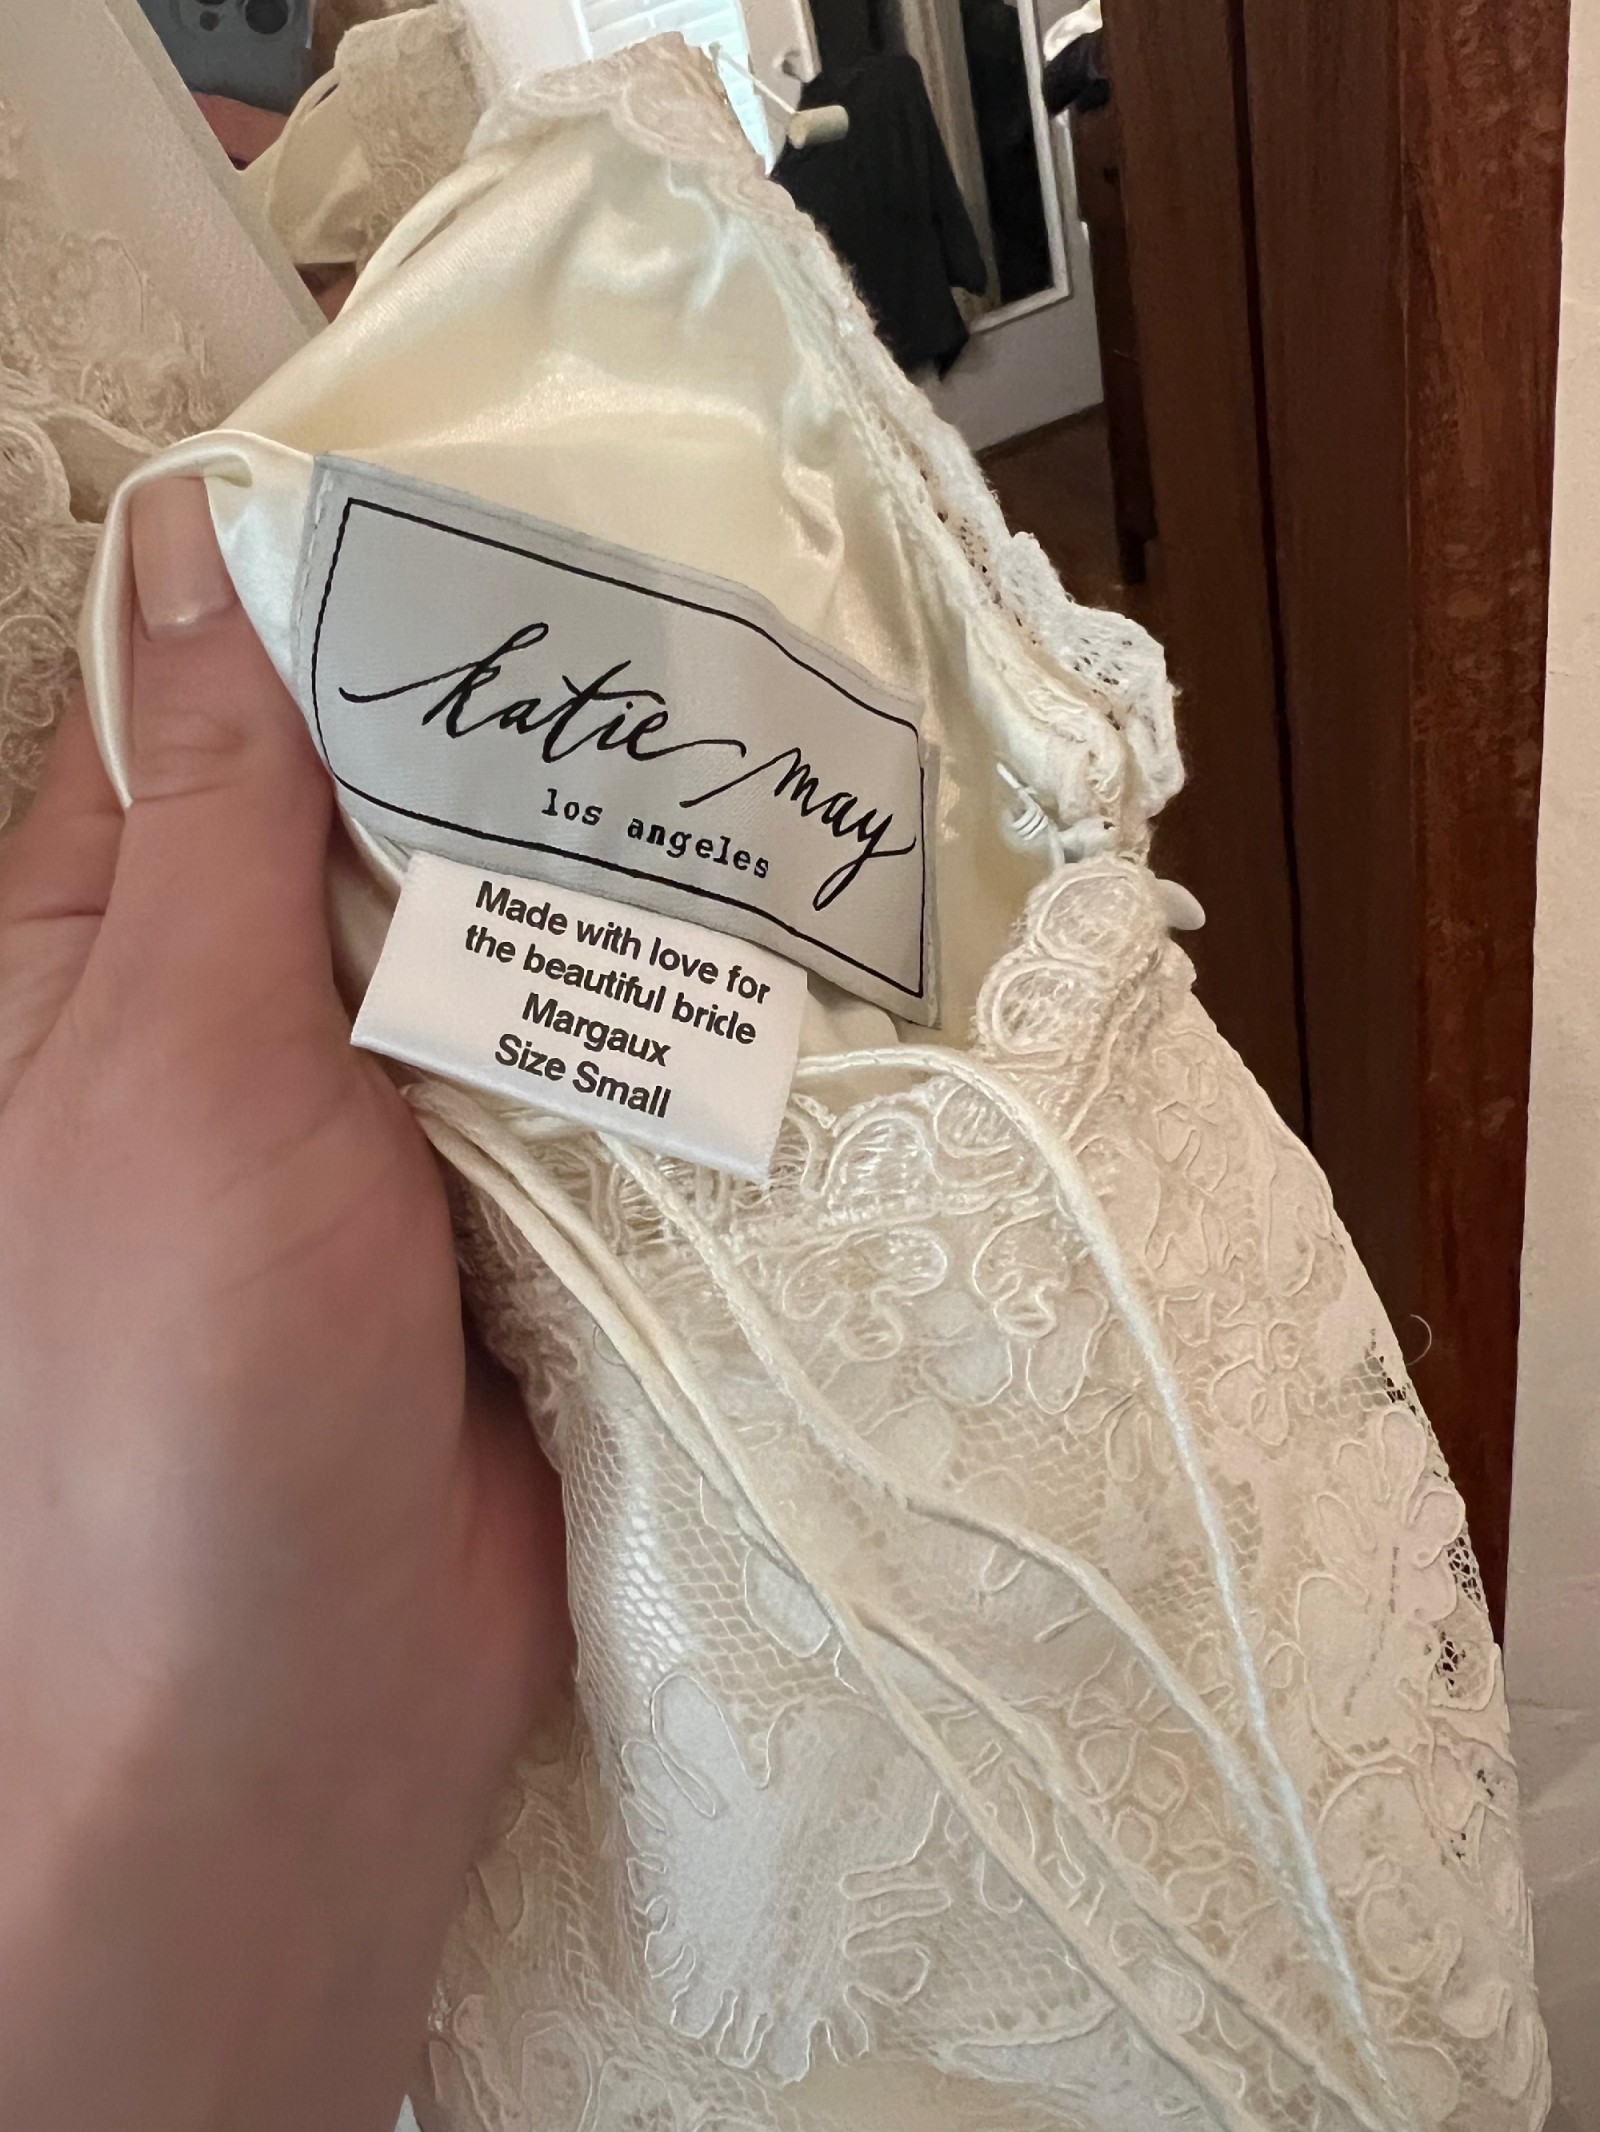 katie may
los angeles
Made with love for
the beautiful bride
Margaux
Size Small